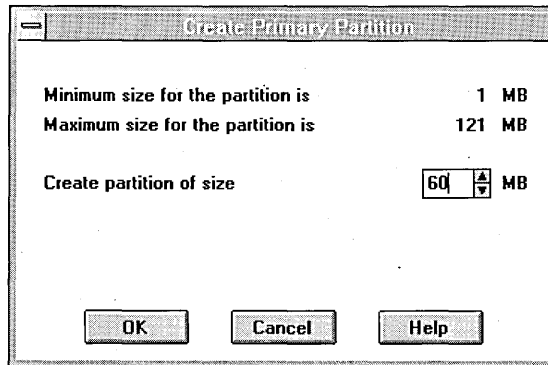 Create Primary Partition
Minimum size for the partition is 1 MB
Maximum size for the partition is 121 MB
Create partition of size 60 MB
OK Cancel Help